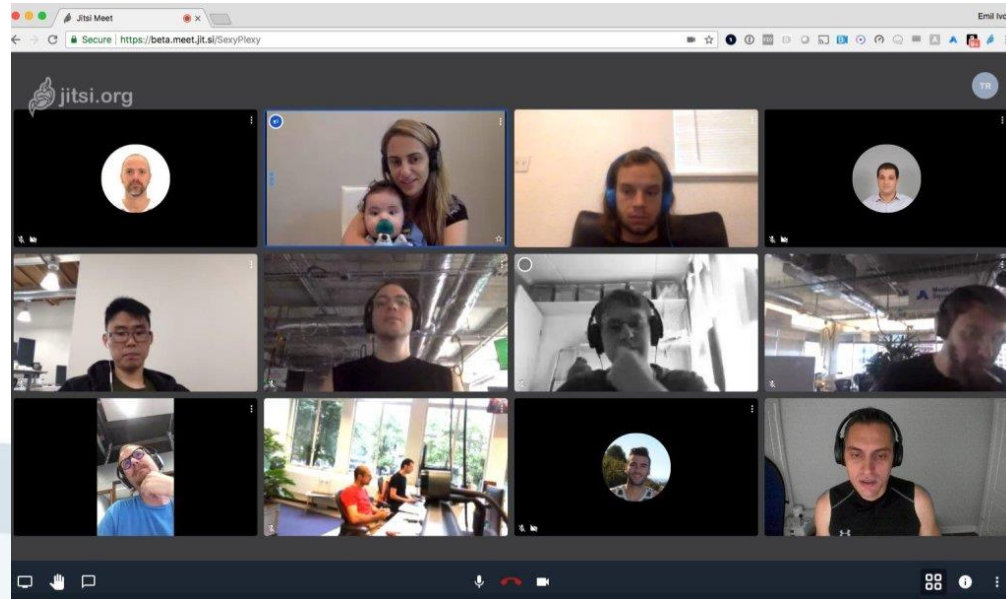 Jitsi Meet
Emil Ivo
Secure | https://beta.meet.jit.si/SexyPlexy
jitsi.org
TR